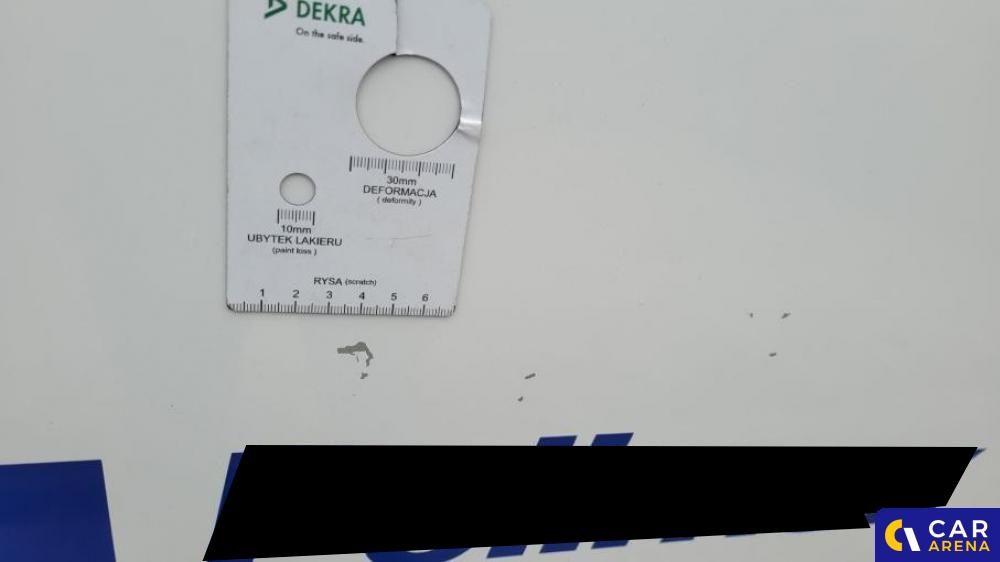 DEKRA
On the safe side.
30mm
DEFORMACJA
( deformity )
10mm
UBYTEK LAKIERU
(paint loss )
RYSA (scratch)
1 2 3 4 5 6
CAR
ARENA